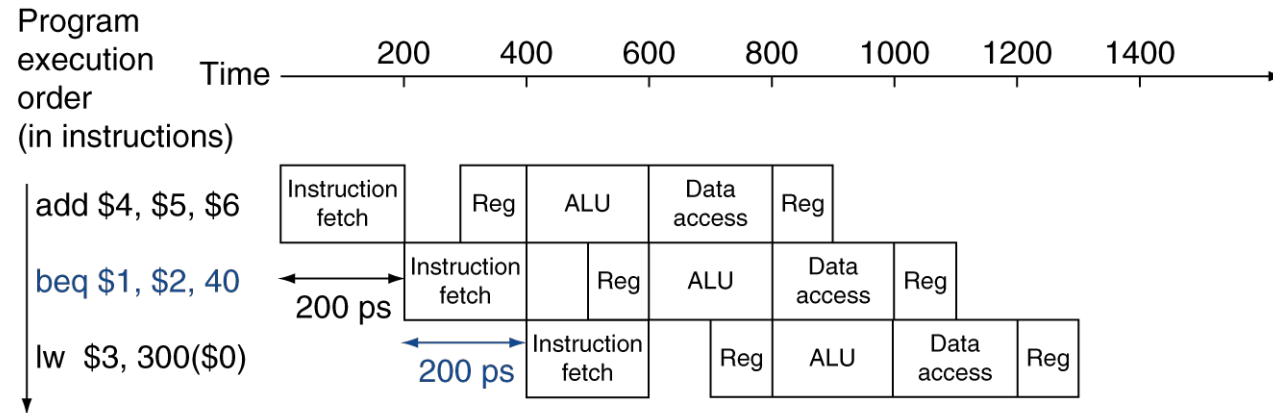 Program
execution
order
(in instructions)
Time
200 400 600 800 1000 1200 1400
add $4, $5, $6
Instruction
fetch
Reg
ALU
Data
access
Reg
beq $1, $2, 40
200 ps
Instruction
fetch
Reg
ALU
Data
access
Reg
lw $3, 300($0)
200 ps
Instruction
fetch
Reg
ALU
Data
access
Reg